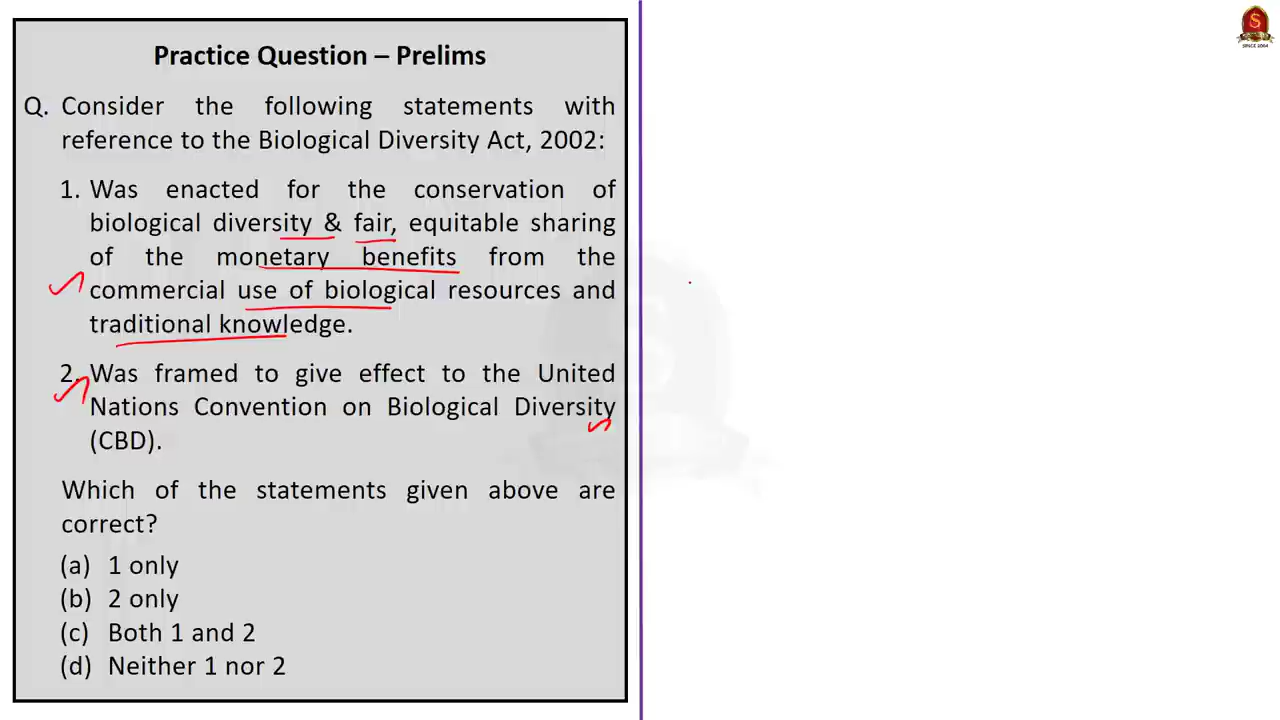 Practice Question – Prelims
Q. Consider the following statements with
reference to the Biological Diversity Act, 2002:
1. Was enacted for the conservation of
biological diversity & fair, equitable sharing
of the monetary benefits from the
commercial use of biological resources and
traditional knowledge.
2. Was framed to give effect to the United
Nations Convention on Biological Diversity
(CBD).
Which of the statements given above are
correct?
(a) 1 only
(b) 2 only
(c) Both 1 and 2
(d) Neither 1 nor 2
S
SINCE 2004